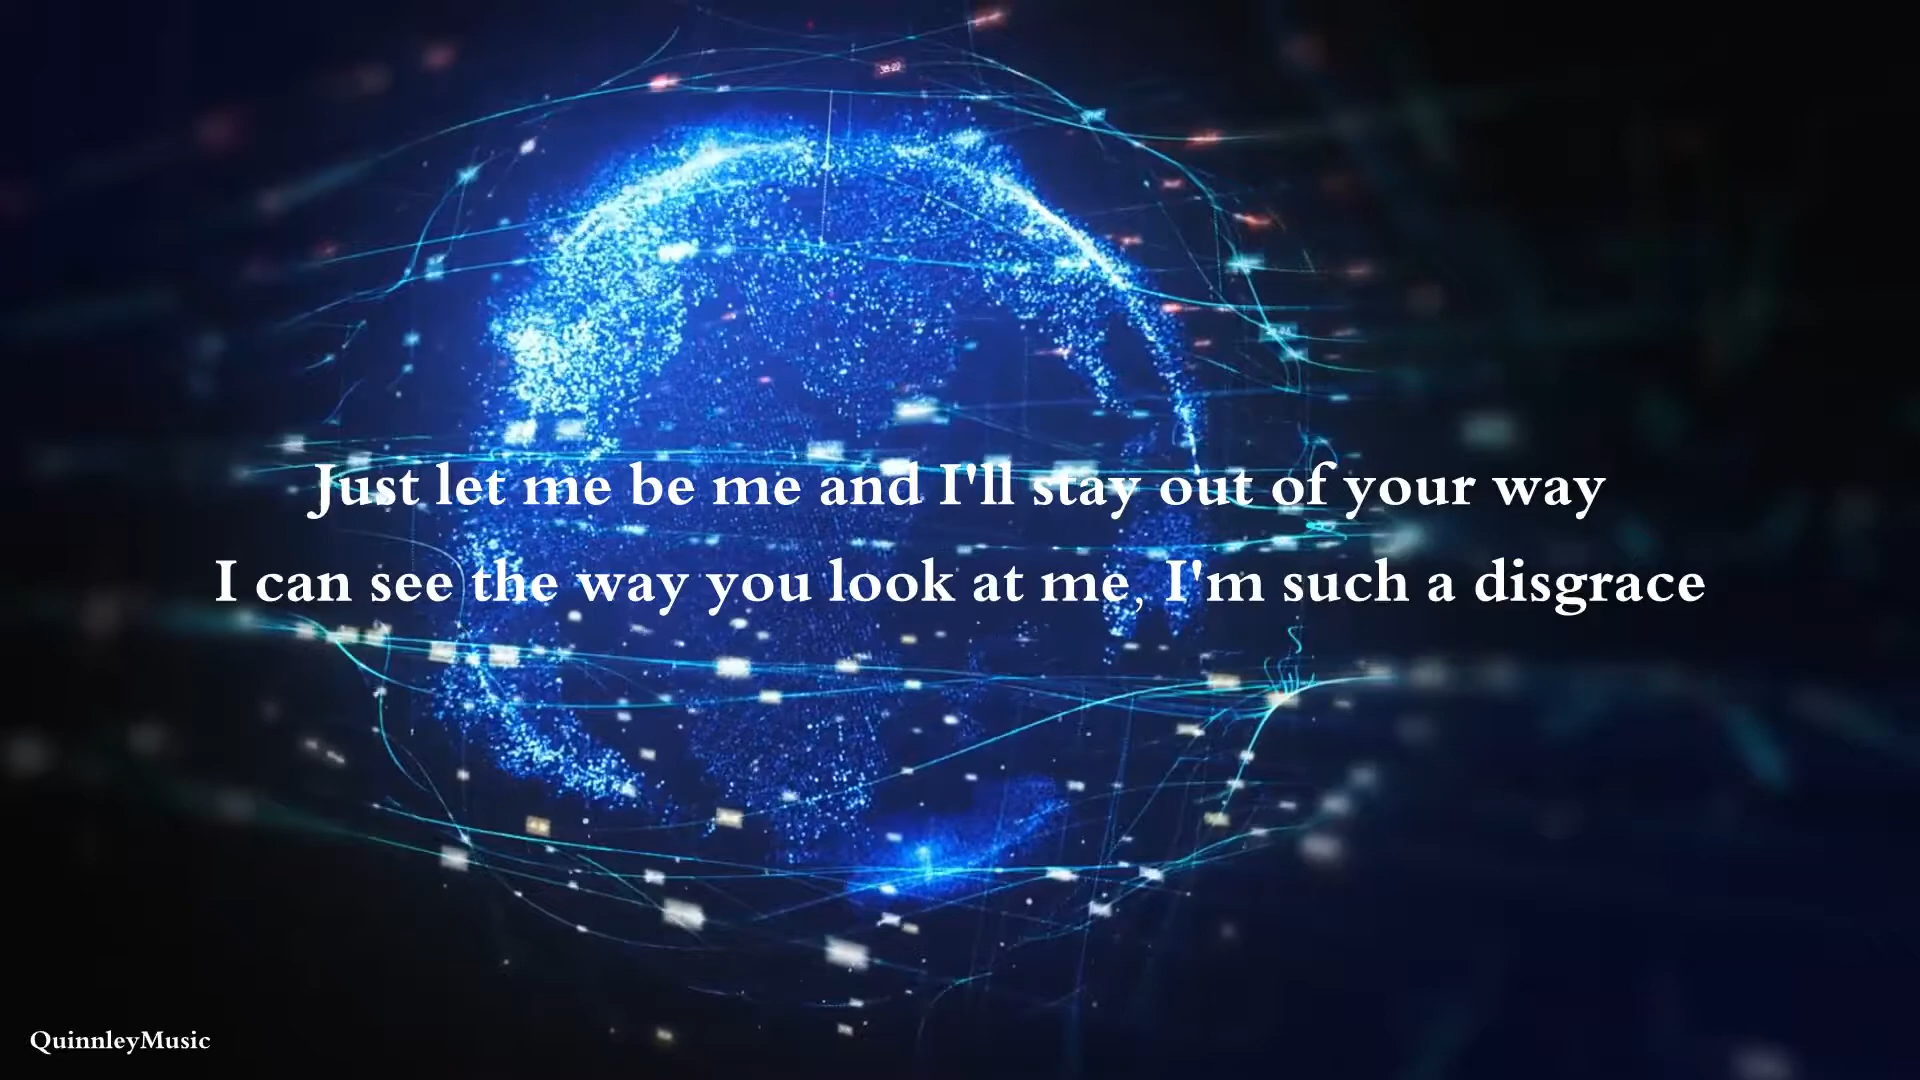 Just let me be me and I'll stay out of your way
I can see the way you look at me, I'm such a disgrace
QuinnleyMusic